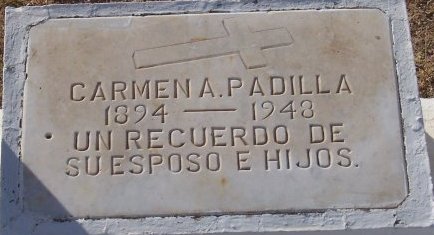 CARMEN A. PADILLA
1894 — 1948
UN RECUERDO DE
SU ESPOSO E HIJOS.